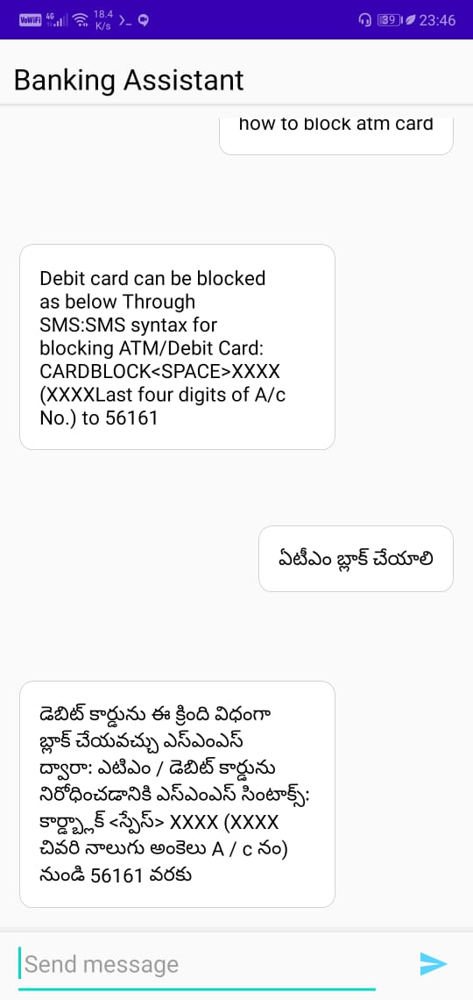 VoWiFi 4G 18.4 K/s 39 23:46
Banking Assistant
how to block atm card
Debit card can be blocked
as below Through
SMS:SMS syntax for
blocking ATM/Debit Card:
CARDBLOCK<SPACE>XXXX
(XXXXLast four digits of A/c
No.) to 56161
ఏటీఎం బ్లాక్ చేయాలి
డెబిట్ కార్డును ఈ క్రింది విధంగా
బ్లాక్ చేయవచ్చు ఎస్ఎంఎస్
ద్వారా: ఎటిఎం / డెబిట్ కార్డును
నిరోధించడానికి ఎస్ఎంఎస్ సింటాక్స్:
కార్డ్బ్లాక్ <స్పేస్> XXXX (XXXX
చివరి నాలుగు అంకెలు A / c నం)
నుండి 56161 వరకు
Send message